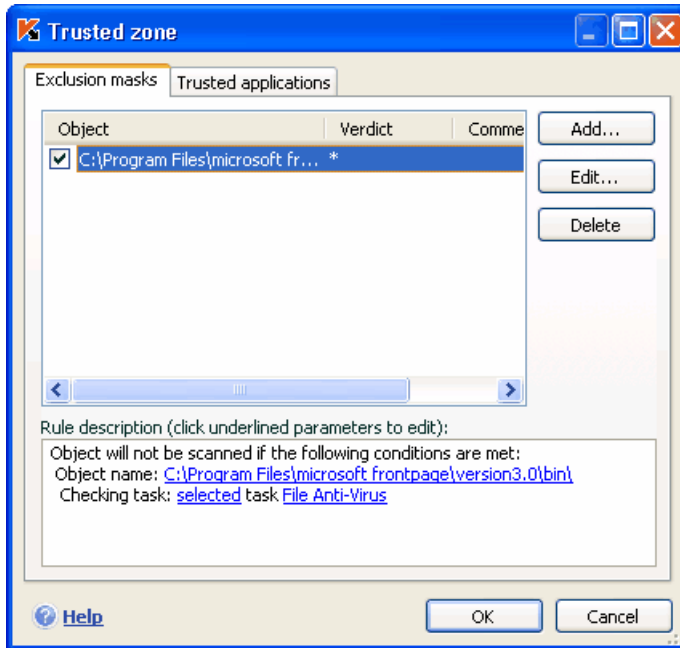 Trusted zone
Exclusion masks Trusted applications
Object Verdict Comme
C:\Program Files\microsoft fr... *
Add...
Edit...
Delete
Rule description (click underlined parameters to edit):
Object will not be scanned if the following conditions are met:
Object name: C:\Program Files\microsoft frontpage\version3.0\bin\
Checking task: selected task File Anti-Virus
Help OK Cancel